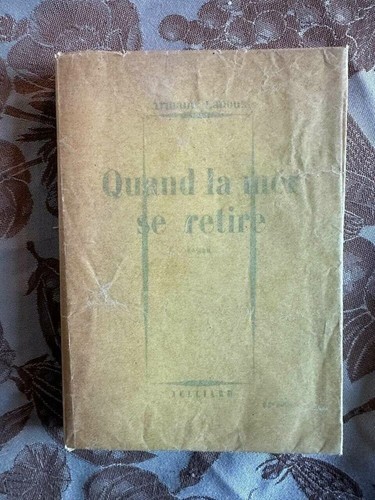 Armand Lanoux
Quand la mer
se retire
roman
JULLIARD